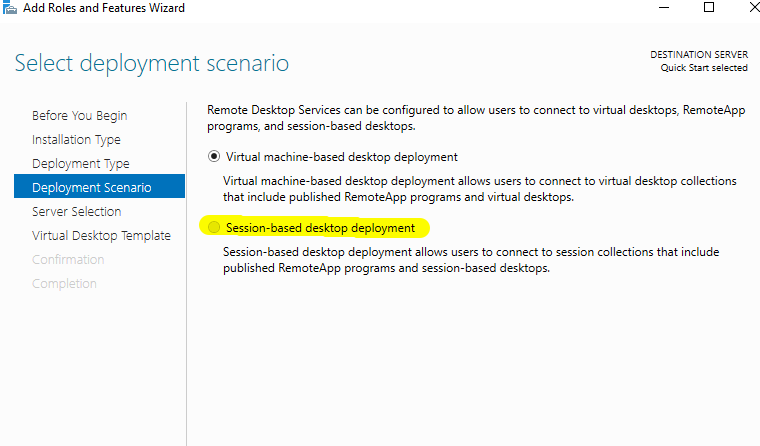 Add Roles and Features Wizard
Select deployment scenario
DESTINATION SERVER
Quick Start selected
Before You Begin
Installation Type
Deployment Type
Deployment Scenario
Server Selection
Virtual Desktop Template
Confirmation
Completion
Remote Desktop Services can be configured to allow users to connect to virtual desktops, RemoteApp
programs, and session-based desktops.
Virtual machine-based desktop deployment
Virtual machine-based desktop deployment allows users to connect to virtual desktop collections
that include published RemoteApp programs and virtual desktops.
Session-based desktop deployment
Session-based desktop deployment allows users to connect to session collections that include
published RemoteApp programs and session-based desktops.